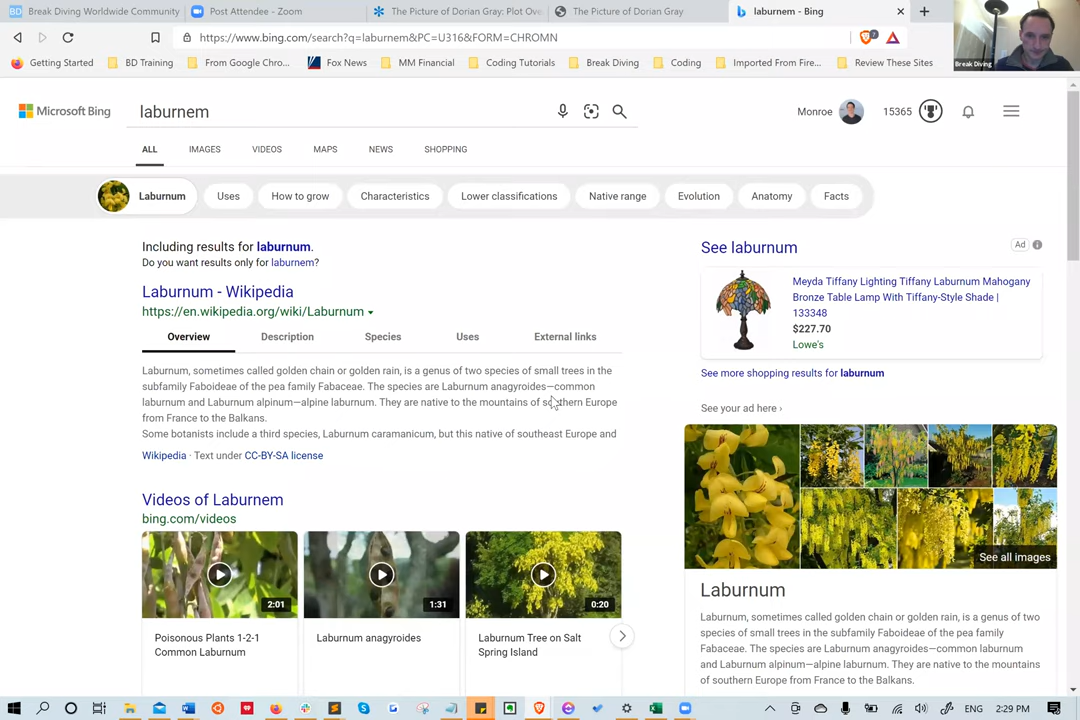 BD Break Diving Worldwide Community
Post Attendee - Zoom
The Picture of Dorian Gray: Plot Ove
The Picture of Dorian Gray
laburnem - Bing
https://www.bing.com/search?q=laburnem&PC=U316&FORM=CHROMN
7
Getting Started
BD Training
From Google Chro...
Fox News
MM Financial
Coding Tutorials
Break Diving
Coding
Imported From Fire...
Review These Sites
Break Diving
Microsoft Bing
laburnem
Monroe
15365
ALL
IMAGES
VIDEOS
MAPS
NEWS
SHOPPING
Laburnum
Uses
How to grow
Characteristics
Lower classifications
Native range
Evolution
Anatomy
Facts
Including results for laburnum.
Do you want results only for laburnem?
Laburnum - Wikipedia
https://en.wikipedia.org/wiki/Laburnum
Overview
Description
Species
Uses
External links
Laburnum, sometimes called golden chain or golden rain, is a genus of two species of small trees in the
subfamily Faboideae of the pea family Fabaceae. The species are Laburnum anagyroides—common
laburnum and Laburnum alpinum—alpine laburnum. They are native to the mountains of southern Europe
from France to the Balkans.
Some botanists include a third species, Laburnum caramanicum, but this native of southeast Europe and
Wikipedia · Text under CC-BY-SA license
Videos of Laburnem
bing.com/videos
2:01
1:31
0:20
Poisonous Plants 1-2-1
Common Laburnum
Laburnum anagyroides
Laburnum Tree on Salt
Spring Island
See laburnum
Ad
Meyda Tiffany Lighting Tiffany Laburnum Mahogany
Bronze Table Lamp With Tiffany-Style Shade |
133348
$227.70
Lowe's
See more shopping results for laburnum
See your ad here ›
See all images
Laburnum
Laburnum, sometimes called golden chain or golden rain, is a genus of two
species of small trees in the subfamily Faboideae of the pea family
Fabaceae. The species are Laburnum anagyroides—common laburnum
and Laburnum alpinum—alpine laburnum. They are native to the mountains
of southern Europe from France to the Balkans.
ENG
2:29 PM